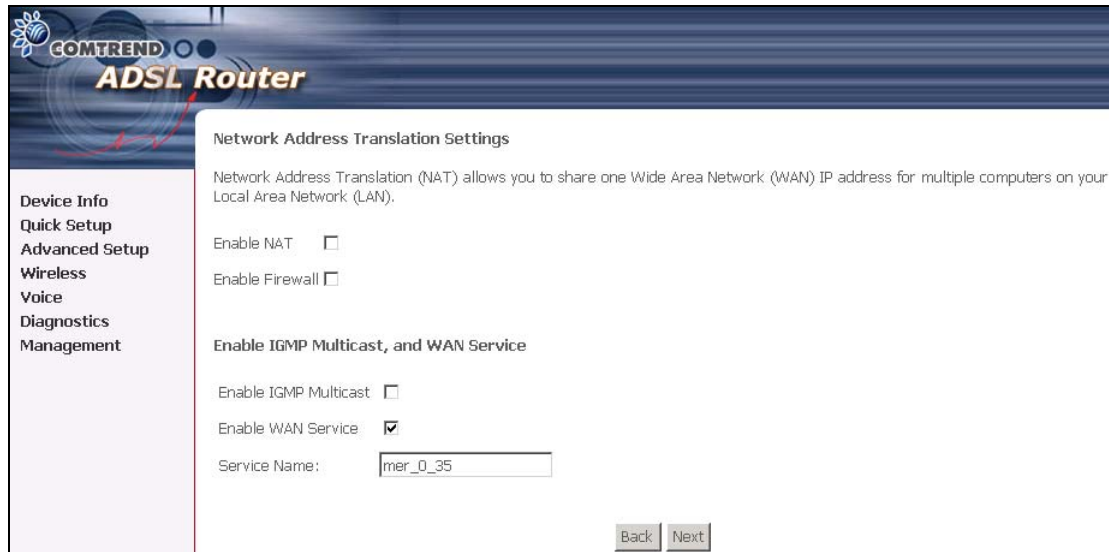 COMTREND
ADSL Router
Device Info
Quick Setup
Advanced Setup
Wireless
Voice
Diagnostics
Management
Network Address Translation Settings
Network Address Translation (NAT) allows you to share one Wide Area Network (WAN) IP address for multiple computers on your
Local Area Network (LAN).
Enable NAT
Enable Firewall
Enable IGMP Multicast, and WAN Service
Enable IGMP Multicast
Enable WAN Service
Service Name: mer_0_35
Back Next